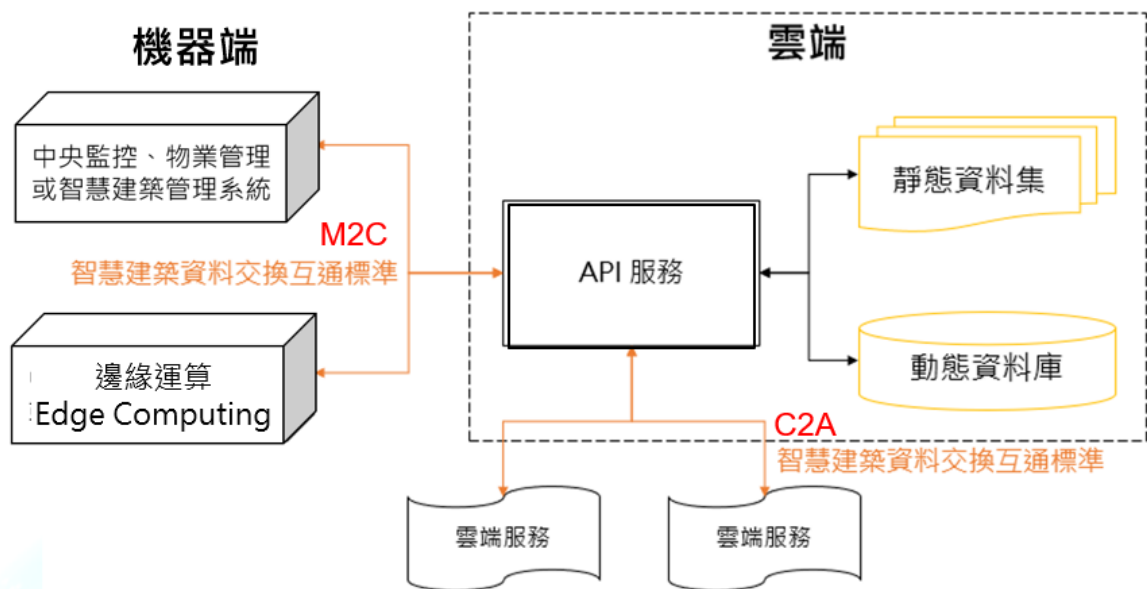 機器端
雲端
中央監控、物業管理
或智慧建築管理系統
M2C
智慧建築資料交換互通標準
邊緣運算
Edge Computing
API 服務
靜態資料集
動態資料庫
C2A
智慧建築資料交換互通標準
雲端服務
雲端服務